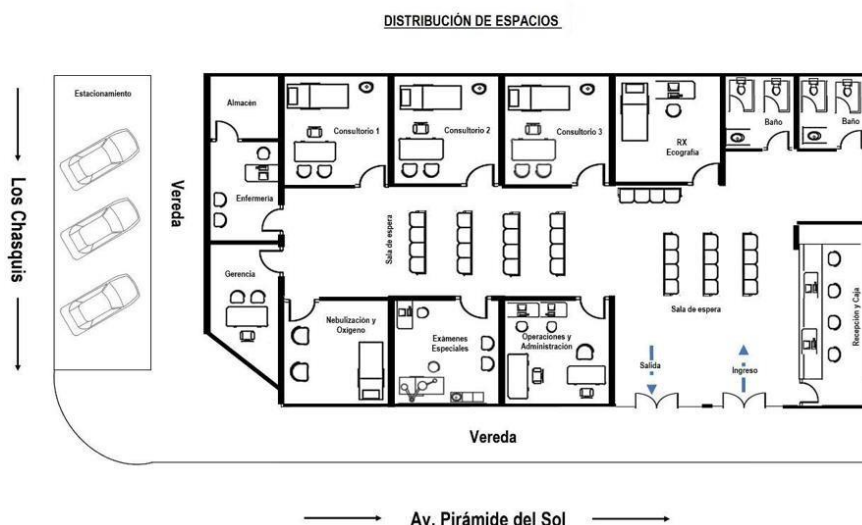 DISTRIBUCIÓN DE ESPACIOS
Estacionamiento
Almacén
Consultorio 1
Consultorio 2
Consultorio 3
RX
Ecografía
Baño
Baño
Los Chasquis
Vereda
Enfermería
Sala de espera
Gerencia
Nebulización y
Oxigeno
Exámenes
Especiales
Operaciones y
Administración
Sala de espera
Recepción y Caja
Salida
Ingreso
Vereda
Av. Pirámide del Sol